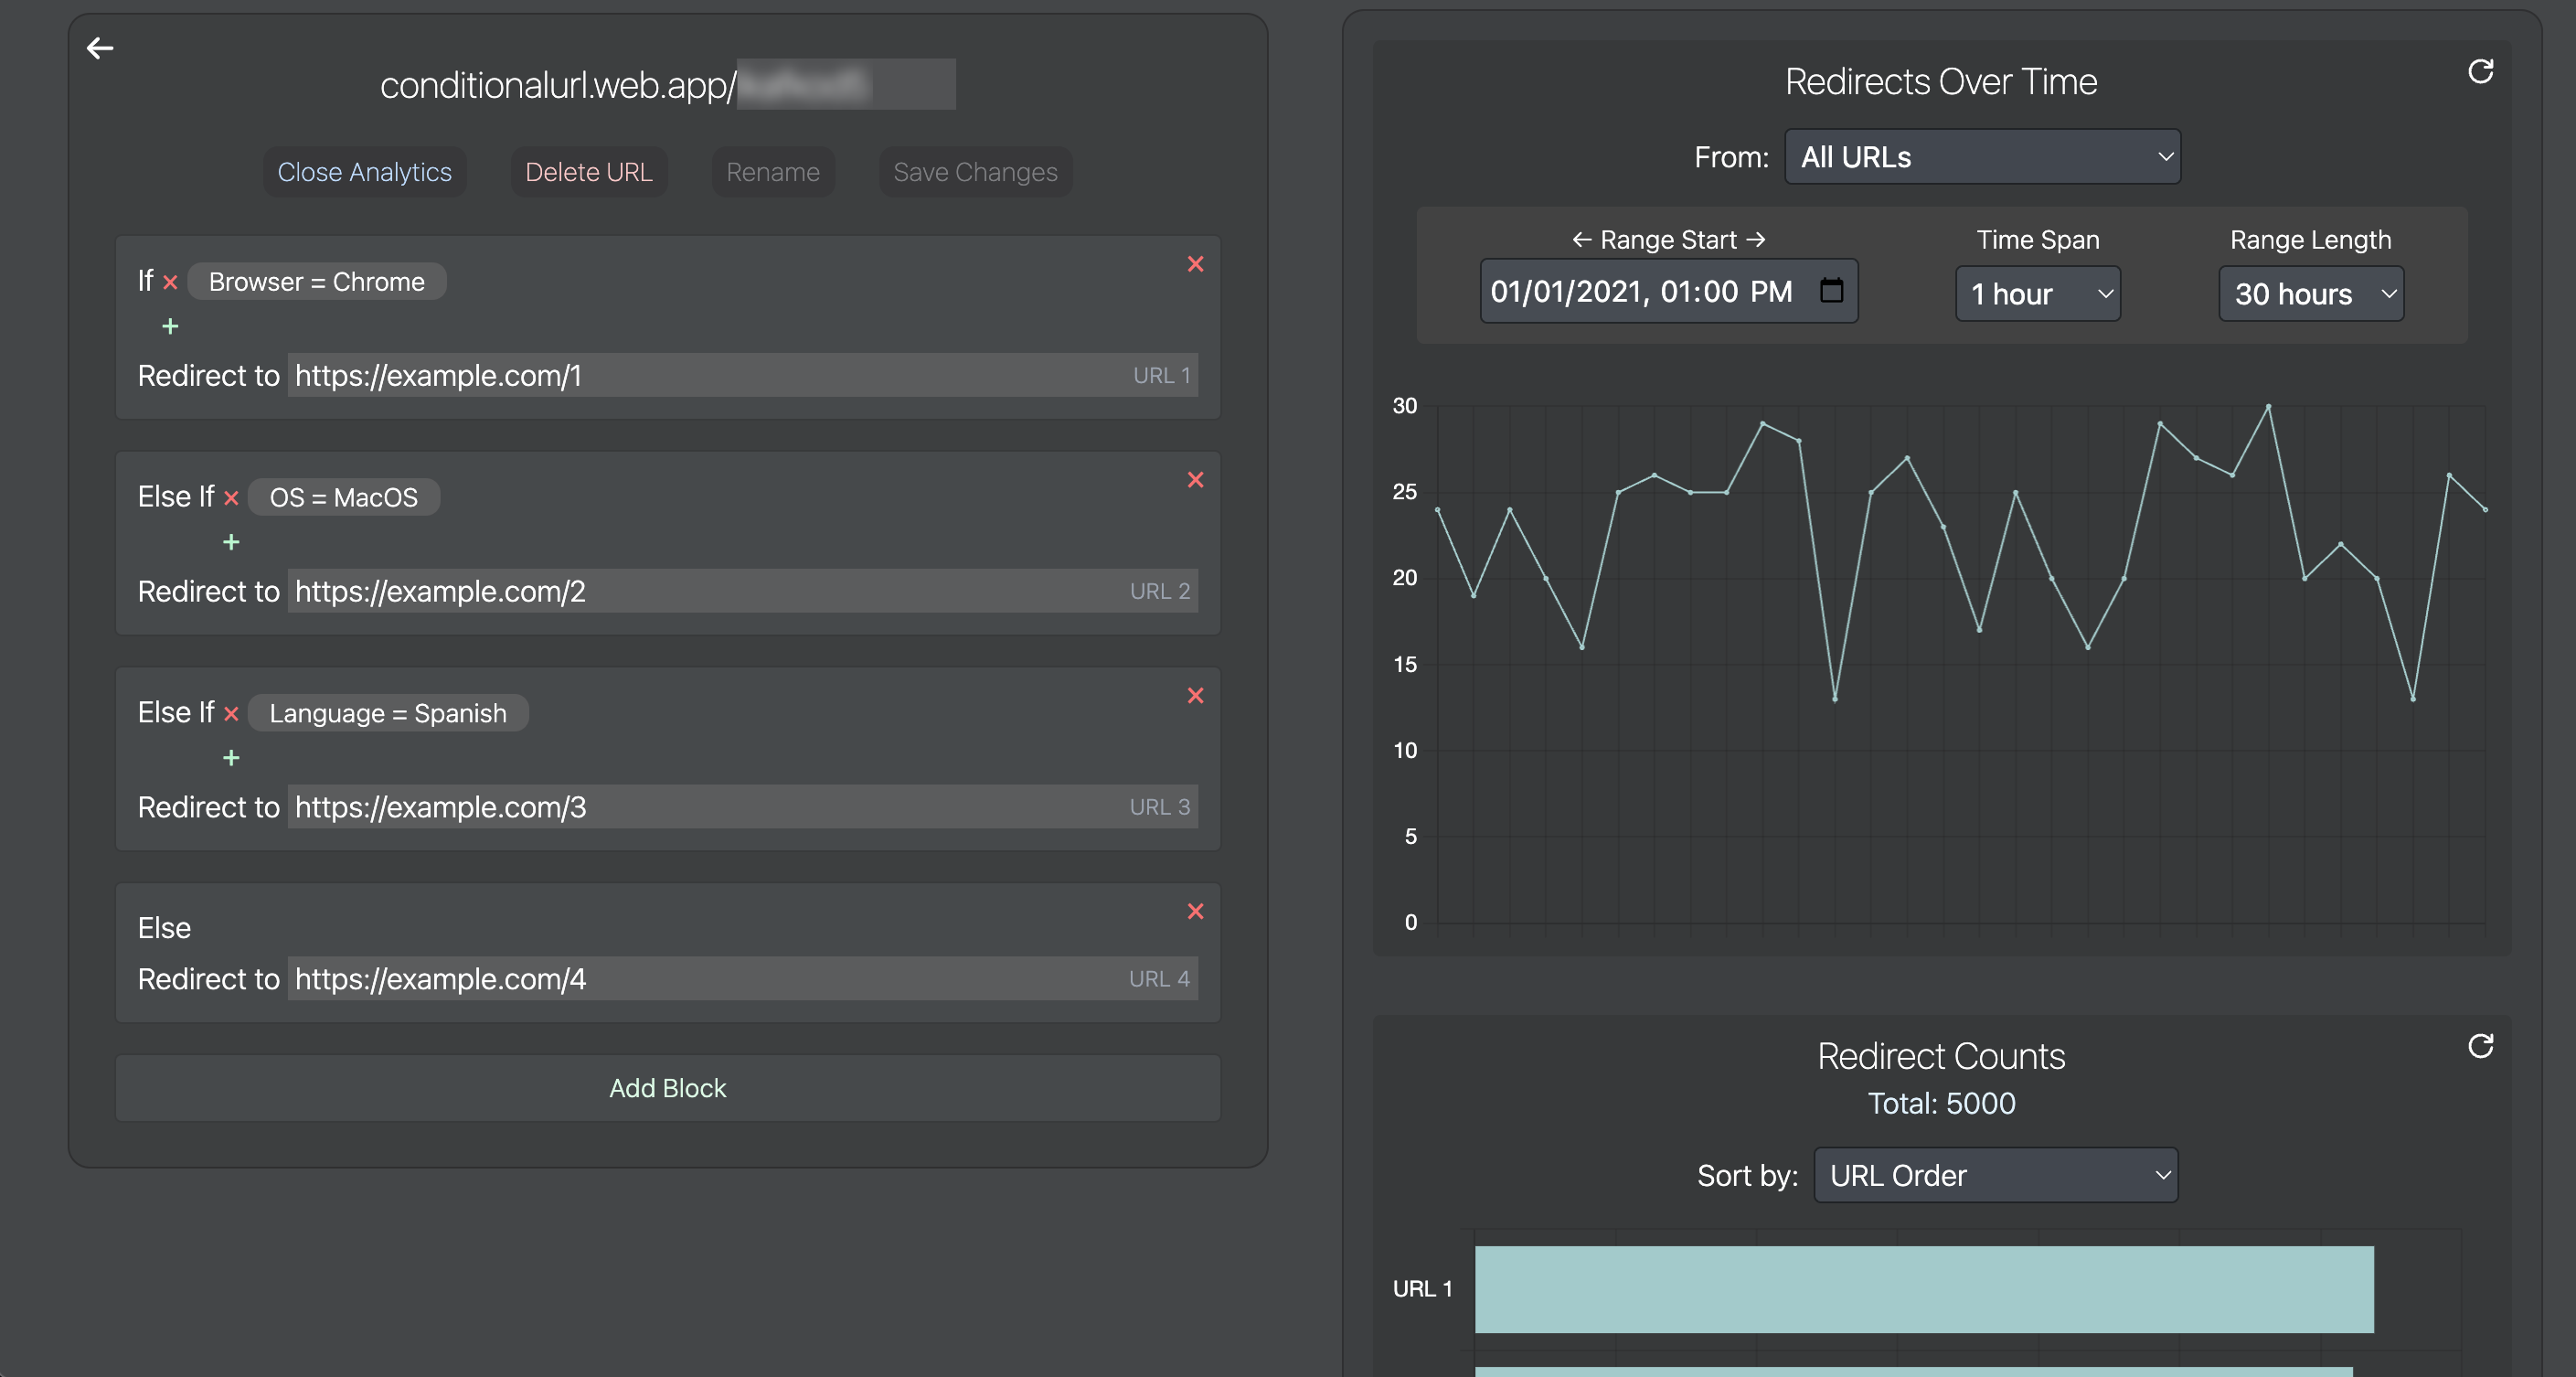 conditionalurl.web.app/
Close Analytics Delete URL Rename Save Changes
If × Browser = Chrome
+
Redirect to https://example.com/1 URL 1
Else If × OS = MacOS
+
Redirect to https://example.com/2 URL 2
Else If × Language = Spanish
+
Redirect to https://example.com/3 URL 3
Else
Redirect to https://example.com/4 URL 4
Add Block
Redirects Over Time
From: All URLs
← Range Start → Time Span Range Length
01/01/2021, 01:00 PM 1 hour 30 hours
30
25
20
15
10
5
0
Redirect Counts
Total: 5000
Sort by: URL Order
URL 1